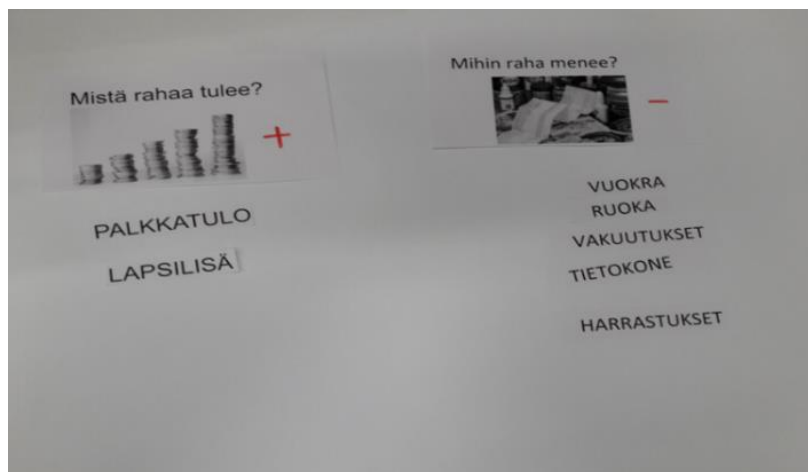 Mistä rahaa tulee?
+
PALKKATULO
LAPSILISÄ
Mihin raha menee?
–
VUOKRA
RUOKA
VAKUUTUKSET
TIETOKONE
HARRASTUKSET